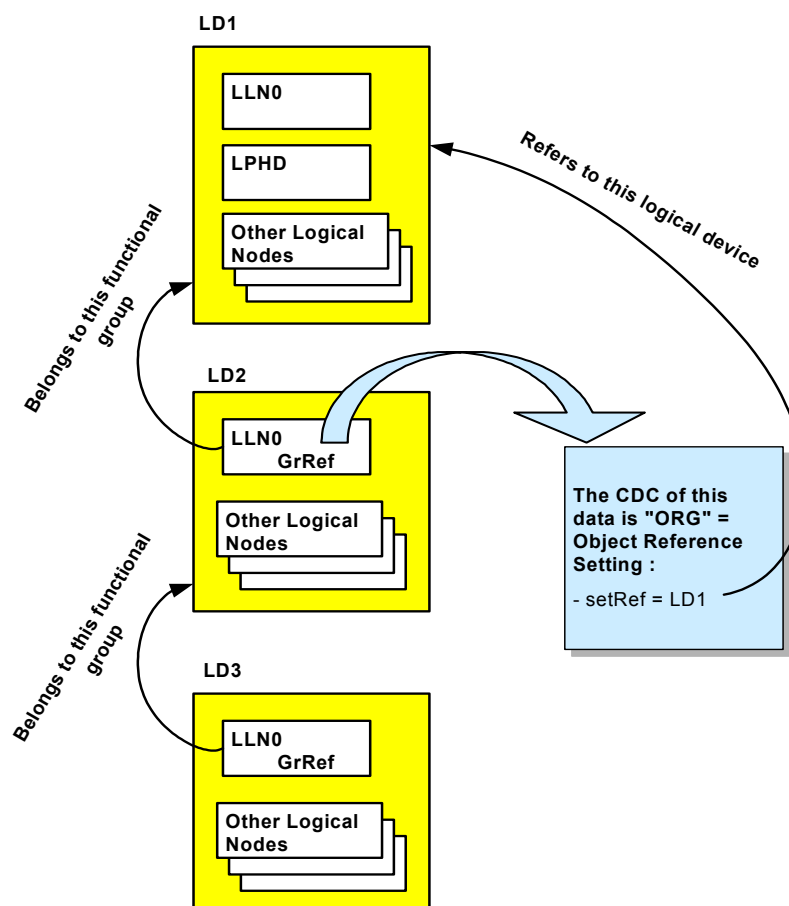 LD1
LLN0
LPHD
Other Logical
Nodes
Refers to this logical device
Belongs to this functional
group
LD2
LLN0
GrRef
Other Logical
Nodes
The CDC of this
data is "ORG" =
Object Reference
Setting :
- setRef = LD1
Belongs to this functional
group
LD3
LLN0
GrRef
Other Logical
Nodes